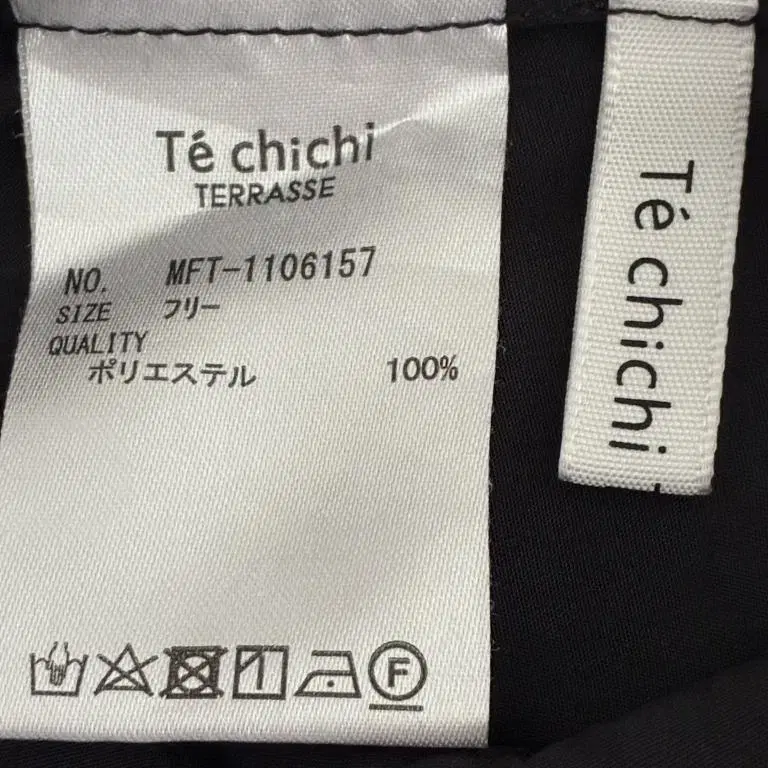 Té chichi
TERRASSE
NO. MFT-1106157
SIZE フリー
QUALITY
ポリエステル 100%
F
Té chichi